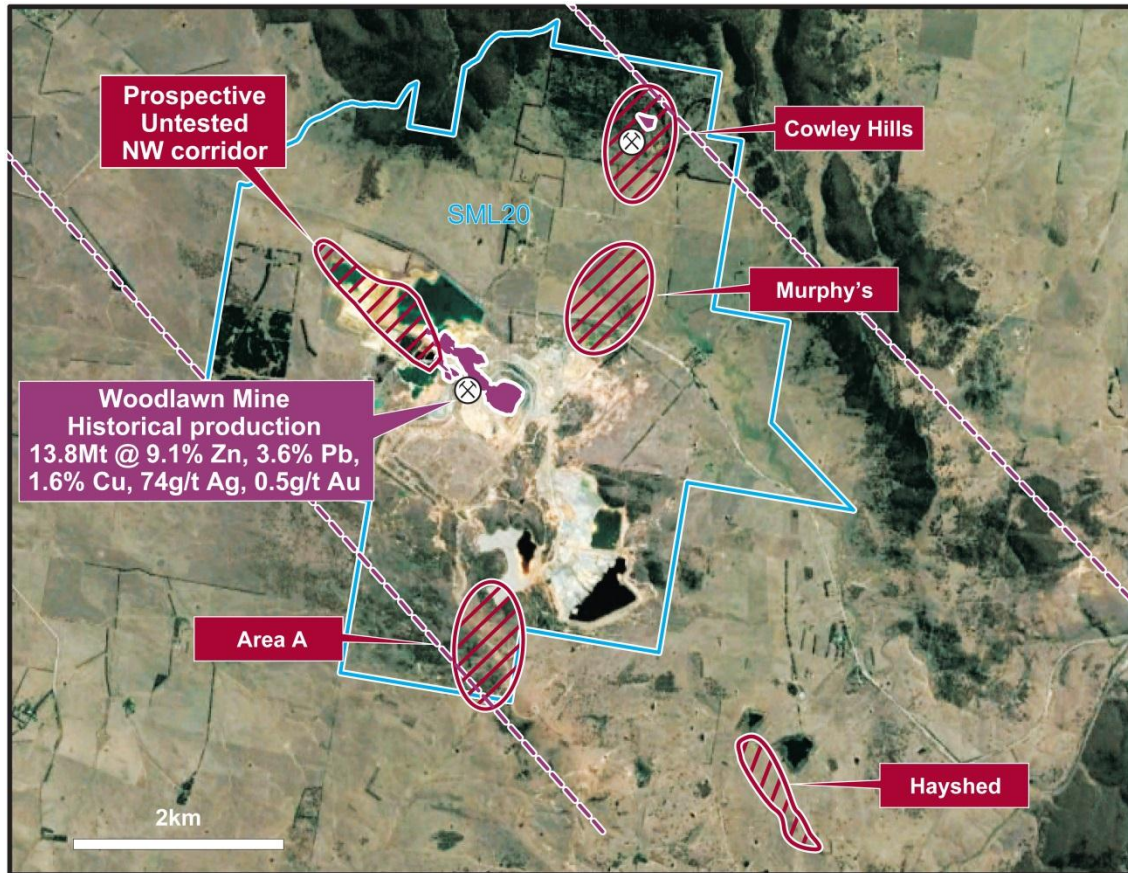 Prospective
Untested
NW corridor
Cowley Hills
SML20
Murphy's
Woodlawn Mine
Historical production
13.8Mt @ 9.1% Zn, 3.6% Pb,
1.6% Cu, 74g/t Ag, 0.5g/t Au
Area A
Hayshed
2km